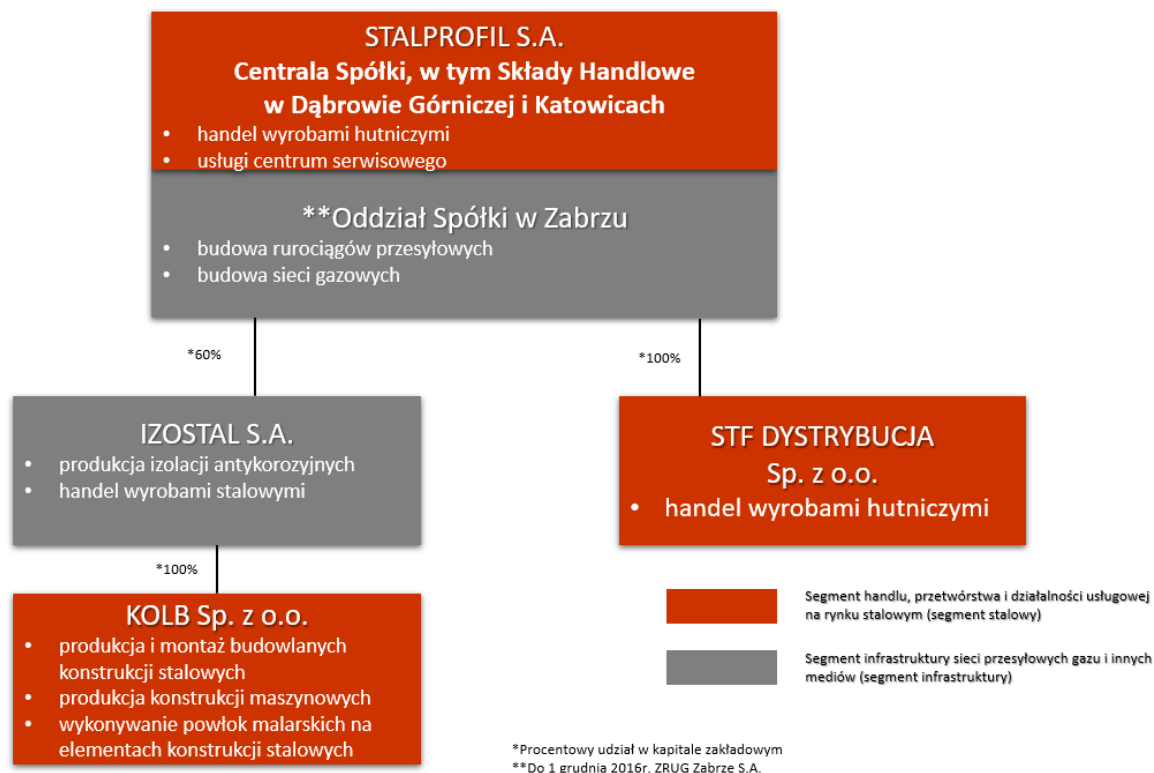 STALPROFIL S.A.
Centrala Spółki, w tym Składy Handlowe
w Dąbrowie Górniczej i Katowicach
• handel wyrobami hutniczymi
• usługi centrum serwisowego
**Oddział Spółki w Zabrzu
• budowa rurociągów przesyłowych
• budowa sieci gazowych
*60%
*100%
IZOSTAL S.A.
• produkcja izolacji antykorozyjnych
• handel wyrobami stalowymi
STF DYSTRYBUCJA
Sp. z o.o.
• handel wyrobami hutniczymi
*100%
KOLB Sp. z o.o.
• produkcja i montaż budowlanych
konstrukcji stalowych
• produkcja konstrukcji maszynowych
• wykonywanie powłok malarskich na
elementach konstrukcji stalowych
Segment handlu, przetwórstwa i działalności usługowej
na rynku stalowym (segment stalowy)
Segment infrastruktury sieci przesyłowych gazu i innych
mediów (segment infrastruktury)
*Procentowy udział w kapitale zakładowym
**Do 1 grudnia 2016r. ZRUG Zabrze S.A.